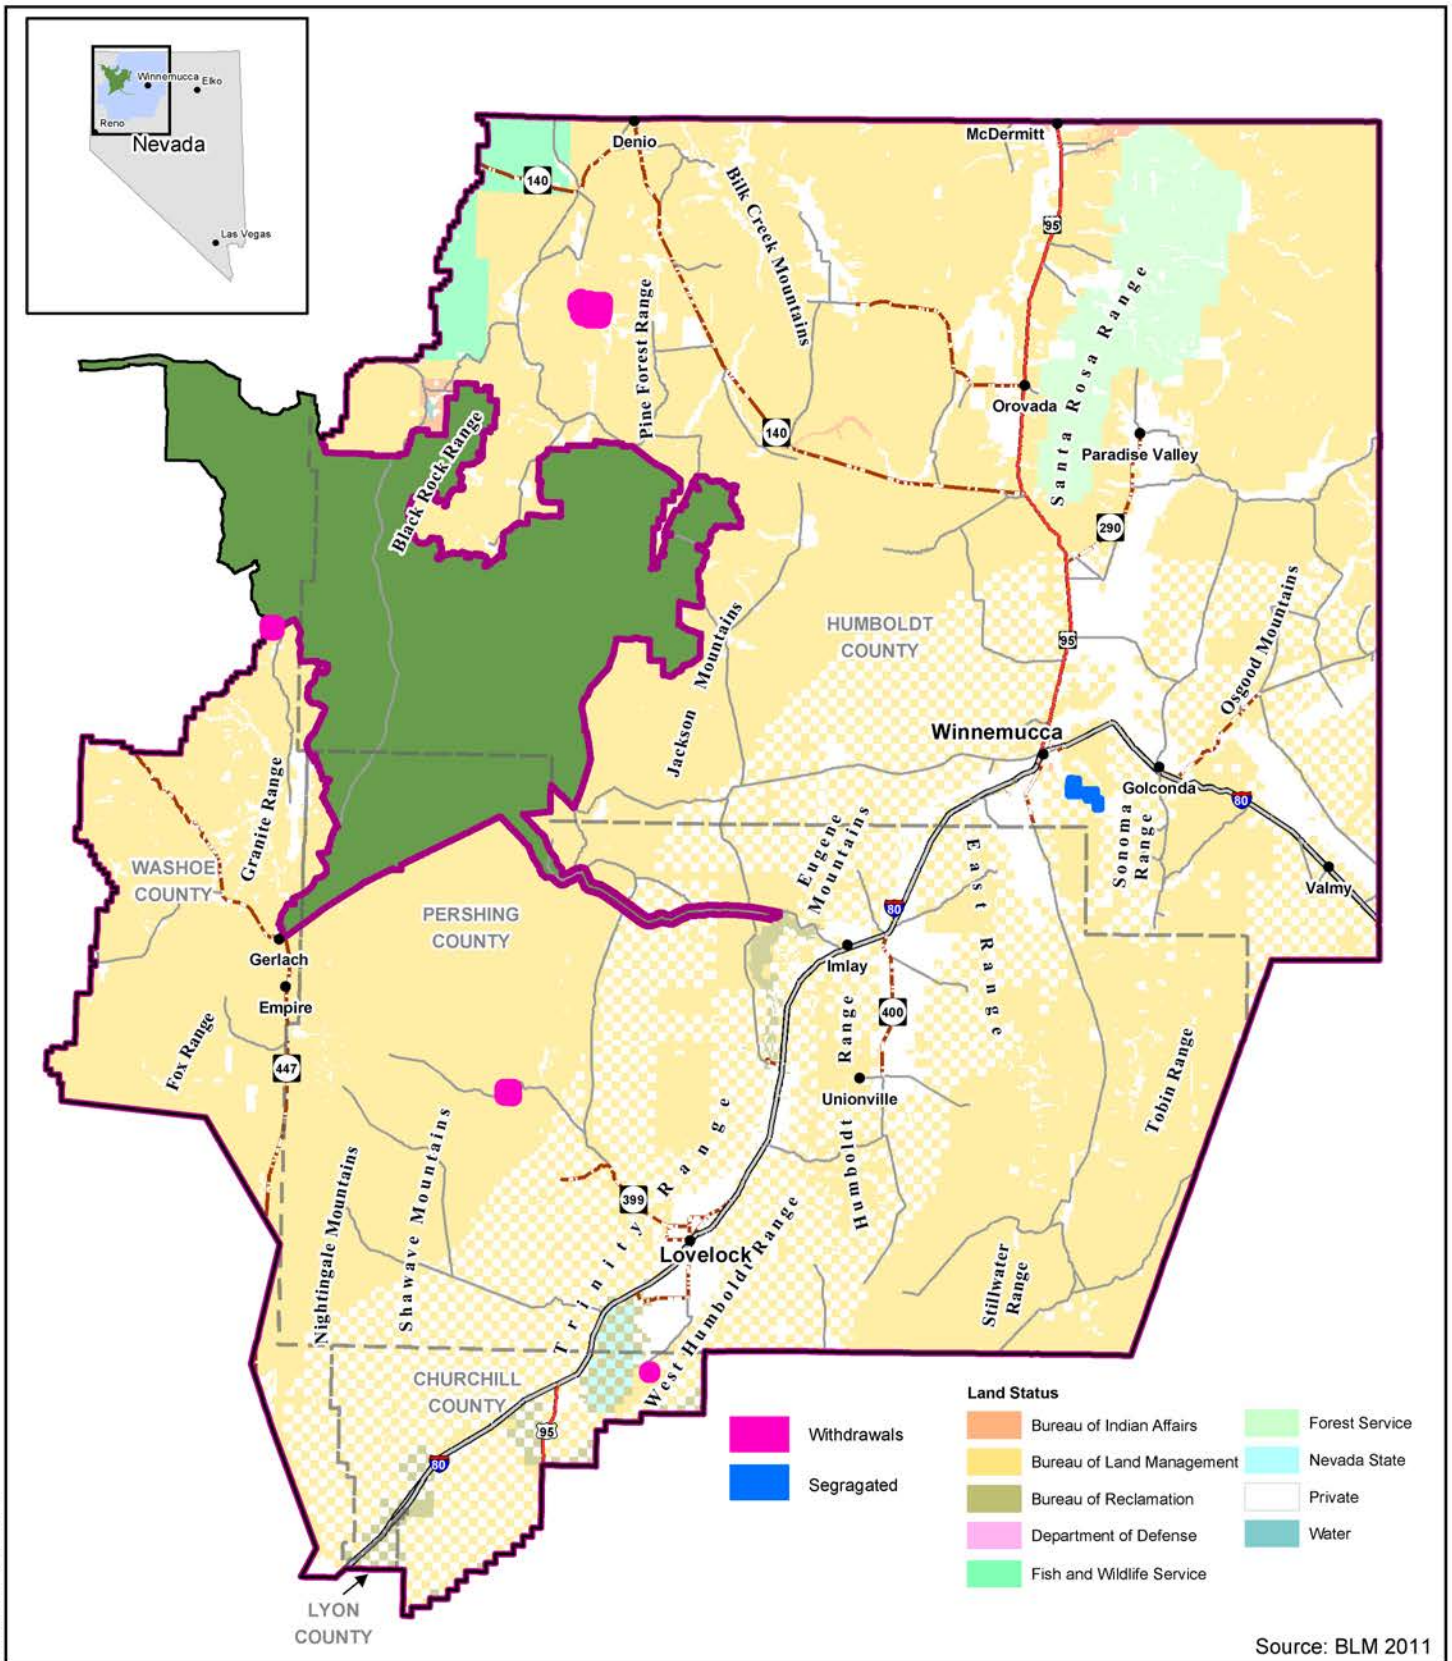 Winnemucca
Elko
Reno
Nevada
Las Vegas
Denio
McDermitt
140
95
Bilk Creek Mountains
Pine Forest Range
Santa Rosa Range
Orovada
140
Paradise Valley
Black Rock Range
290
Osgood Mountains
HUMBOLDT
COUNTY
95
Jackson Mountains
Winnemucca
Golconda
80
Granite Range
Eugene
Mountains
Sonoma
Range
East Range
WASHOE
COUNTY
Valmy
PERSHING
COUNTY
80
Gerlach
Imlay
Empire
400
Fox Range
447
Humboldt Range
Unionville
Tobin Range
Shawave Mountains
Nightingale Mountains
399
Trinity Range
Lovelock
West Humboldt Range
Stillwater
Range
CHURCHILL
COUNTY
95
80
LYON
COUNTY
Withdrawals
Segragated
Land Status
Bureau of Indian Affairs
Bureau of Land Management
Bureau of Reclamation
Department of Defense
Fish and Wildlife Service
Forest Service
Nevada State
Private
Water
Source: BLM 2011